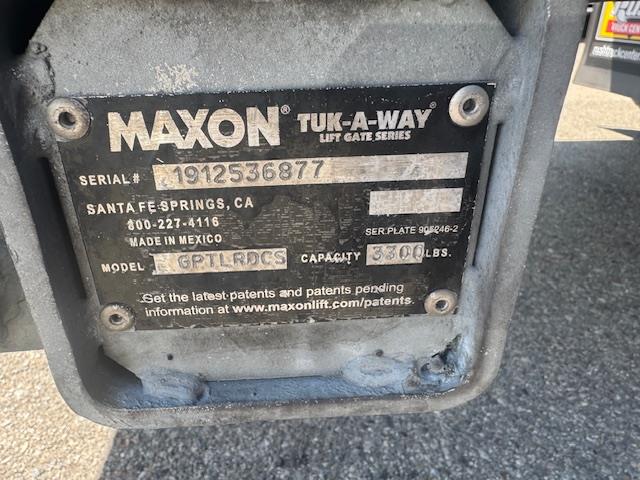 MAXON® TUK-A-WAY®
LIFT GATE SERIES
SERIAL# 1912536877
SANTA FE SPRINGS, CA
800-227-4116
MADE IN MEXICO
SER.PLATE 905246-2
MODEL GPTLRDCS CAPACITY 3300 LBS.
Get the latest patents and patents pending
information at www.maxonlift.com/patents.
TRUCK CENT